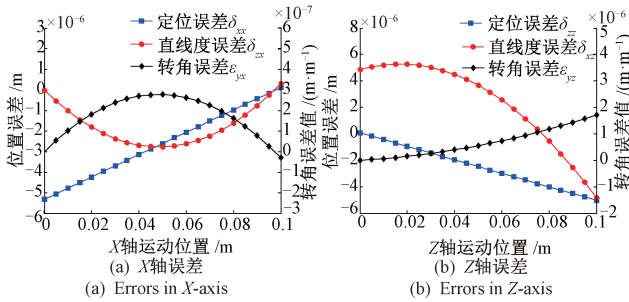 ×10⁻⁶
定位误差δxx
直线度误差δzx
转角误差εyx
×10⁻⁷
3
2
1
0
-1
-2
-3
-4
-5
-6
位置误差 /m
6
5
4
3
2
1
0
-1
-2
-3
转角误差值 /(m·m⁻¹)
0 0.02 0.04 0.06 0.08 0.1
X轴运动位置 /m
(a) X轴误差
(a) Errors in X-axis
×10⁻⁶
定位误差δzz
直线度误差δxz
转角误差εyz
×10⁻⁶
8
6
4
2
0
-2
-4
-6
位置误差 /m
5
4
3
2
1
0
-1
-2
转角误差值 /(m·m⁻¹)
0 0.02 0.04 0.06 0.08 0.1
Z轴运动位置 /m
(b) Z轴误差
(b) Errors in Z-axis